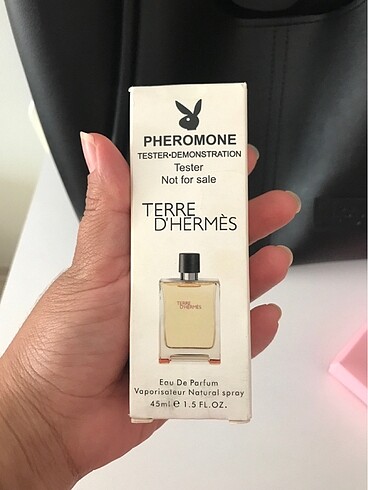 PHEROMONE
TESTER•DEMONSTRATION
Tester
Not for sale
TERRE
D'HERMÈS
TERRE
D'HERMÈS
Eau De Parfum
Vaporisateur Natural spray
45ml ℮ 1.5 FL.OZ.